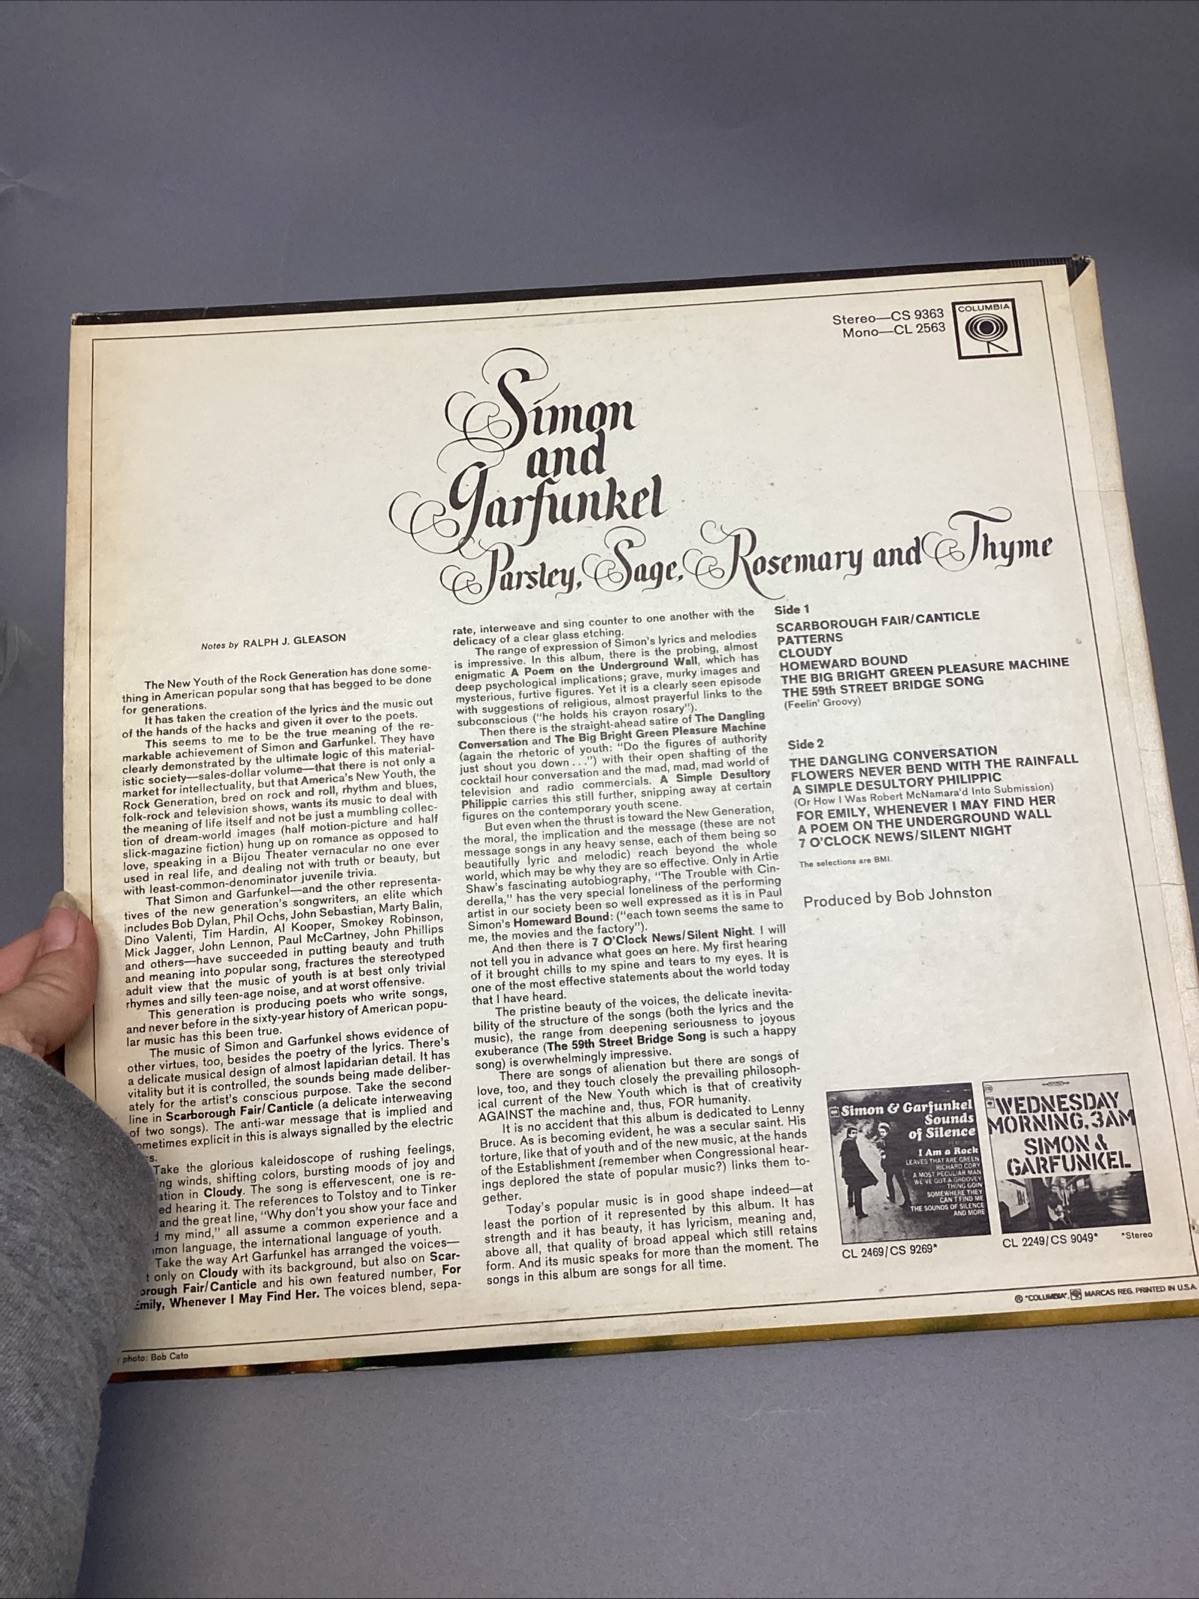 Stereo—CS 9363
Mono—CL 2563
COLUMBIA
Simon
and
Garfunkel
Parsley, Sage, Rosemary and Thyme
Notes by RALPH J. GLEASON
The New Youth of the Rock Generation has done some-
thing in American popular song that has begged to be done
for generations.
It has taken the creation of the lyrics and the music out
of the hands of the hacks and given it over to the poets.
This seems to me to be the true meaning of the re-
markable achievement of Simon and Garfunkel. They have
clearly demonstrated by the ultimate logic of this material-
istic society—sales-dollar volume—that there is not only a
market for intellectuality, but that America's New Youth, the
Rock Generation, bred on rock and roll, rhythm and blues,
folk-rock and television shows, wants its music to deal with
the meaning of life itself and not be just a mumbling collec-
tion of dream-world images (half motion-picture and half
slick-magazine fiction) hung up on romance as opposed to
love, speaking in a Bijou Theater vernacular no one ever
used in real life, and dealing not with truth or beauty, but
with least-common-denominator juvenile trivia.
That Simon and Garfunkel—and the other representa-
tives of the new generation's songwriters, an elite which
includes Bob Dylan, Phil Ochs, John Sebastian, Marty Balin,
Dino Valenti, Tim Hardin, Al Kooper, Smokey Robinson,
Mick Jagger, John Lennon, Paul McCartney, John Phillips
and others—have succeeded in putting beauty and truth
and meaning into popular song, fractures the stereotyped
adult view that the music of youth is at best only trivial
rhymes and silly teen-age noise, and at worst offensive.
This generation is producing poets who write songs,
and never before in the sixty-year history of American popu-
lar music has this been true.
The music of Simon and Garfunkel shows evidence of
other virtues, too, besides the poetry of the lyrics. There's
a delicate musical design of almost lapidarian detail. It has
vitality but it is controlled, the sounds being made deliber-
ately for the artist's conscious purpose. Take the second
line in Scarborough Fair/Canticle (a delicate interweaving
of two songs). The anti-war message that is implied and
ometimes explicit in this is always signalled by the electric
s.
Take the glorious kaleidoscope of rushing feelings,
ng winds, shifting colors, bursting moods of joy and
ation in Cloudy. The song is effervescent, one is re-
ed hearing it. The references to Tolstoy and to Tinker
and the great line, "Why don't you show your face and
my mind," all assume a common experience and a
mon language, the international language of youth.
Take the way Art Garfunkel has arranged the voices—
t only on Cloudy with its background, but also on Scar-
orough Fair/Canticle and his own featured number, For
Emily, Whenever I May Find Her. The voices blend, sepa-
rate, interweave and sing counter to one another with the
delicacy of a clear glass etching.
The range of expression of Simon's lyrics and melodies
is impressive. In this album, there is the probing, almost
enigmatic A Poem on the Underground Wall, which has
deep psychological implications; grave, murky images and
mysterious, furtive figures. Yet it is a clearly seen episode
with suggestions of religious, almost prayerful links to the
subconscious ("he holds his crayon rosary").
Then there is the straight-ahead satire of The Dangling
Conversation and The Big Bright Green Pleasure Machine
(again the rhetoric of youth: "Do the figures of authority
just shout you down . . .") with their open shafting of the
cocktail hour conversation and the mad, mad, mad world of
television and radio commercials. A Simple Desultory
Philippic carries this still further, snipping away at certain
figures on the contemporary youth scene.
But even when the thrust is toward the New Generation,
the moral, the implication and the message (these are not
message songs in any heavy sense, each of them being so
beautifully lyric and melodic) reach beyond the whole
world, which may be why they are so effective. Only in Artie
Shaw's fascinating autobiography, "The Trouble with Cin-
derella," has the very special loneliness of the performing
artist in our society been so well expressed as it is in Paul
Simon's Homeward Bound: ("each town seems the same to
me, the movies and the factory").
And then there is 7 O'Clock News/Silent Night. I will
not tell you in advance what goes on here. My first hearing
of it brought chills to my spine and tears to my eyes. It is
one of the most effective statements about the world today
that I have heard.
The pristine beauty of the voices, the delicate inevita-
bility of the structure of the songs (both the lyrics and the
music), the range from deepening seriousness to joyous
exuberance (The 59th Street Bridge Song is such a happy
song) is overwhelmingly impressive.
There are songs of alienation but there are songs of
love, too, and they touch closely the prevailing philosoph-
ical current of the New Youth which is that of creativity
AGAINST the machine and, thus, FOR humanity.
It is no accident that this album is dedicated to Lenny
Bruce. As is becoming evident, he was a secular saint. His
torture, like that of youth and of the new music, at the hands
of the Establishment (remember when Congressional hear-
ings deplored the state of popular music?) links them to-
gether.
Today's popular music is in good shape indeed—at
least the portion of it represented by this album. It has
strength and it has beauty, it has lyricism, meaning and,
above all, that quality of broad appeal which still retains
form. And its music speaks for more than the moment. The
songs in this album are songs for all time.
Side 1
SCARBOROUGH FAIR/CANTICLE
PATTERNS
CLOUDY
HOMEWARD BOUND
THE BIG BRIGHT GREEN PLEASURE MACHINE
THE 59th STREET BRIDGE SONG
(Feelin' Groovy)
Side 2
THE DANGLING CONVERSATION
FLOWERS NEVER BEND WITH THE RAINFALL
A SIMPLE DESULTORY PHILIPPIC
(Or How I Was Robert McNamara'd Into Submission)
FOR EMILY, WHENEVER I MAY FIND HER
A POEM ON THE UNDERGROUND WALL
7 O'CLOCK NEWS/SILENT NIGHT
The selections are BMI.
Produced by Bob Johnston
Simon & Garfunkel
Sounds
of Silence
I Am a Rock
LEAVES THAT ARE GREEN
RICHARD CORY
A MOST PECULIAR MAN
WE'VE GOT A GROOVEY
THING GOIN
SOMEWHERE THEY
CAN'T FIND ME
THE SOUNDS OF SILENCE
AND MORE
CL 2469/CS 9269*
WEDNESDAY
MORNING, 3AM
SIMON &
GARFUNKEL
CL 2249/CS 9049*
*Stereo
® "COLUMBIA", MARCAS REG. PRINTED IN U.S.A.
photo: Bob Cato